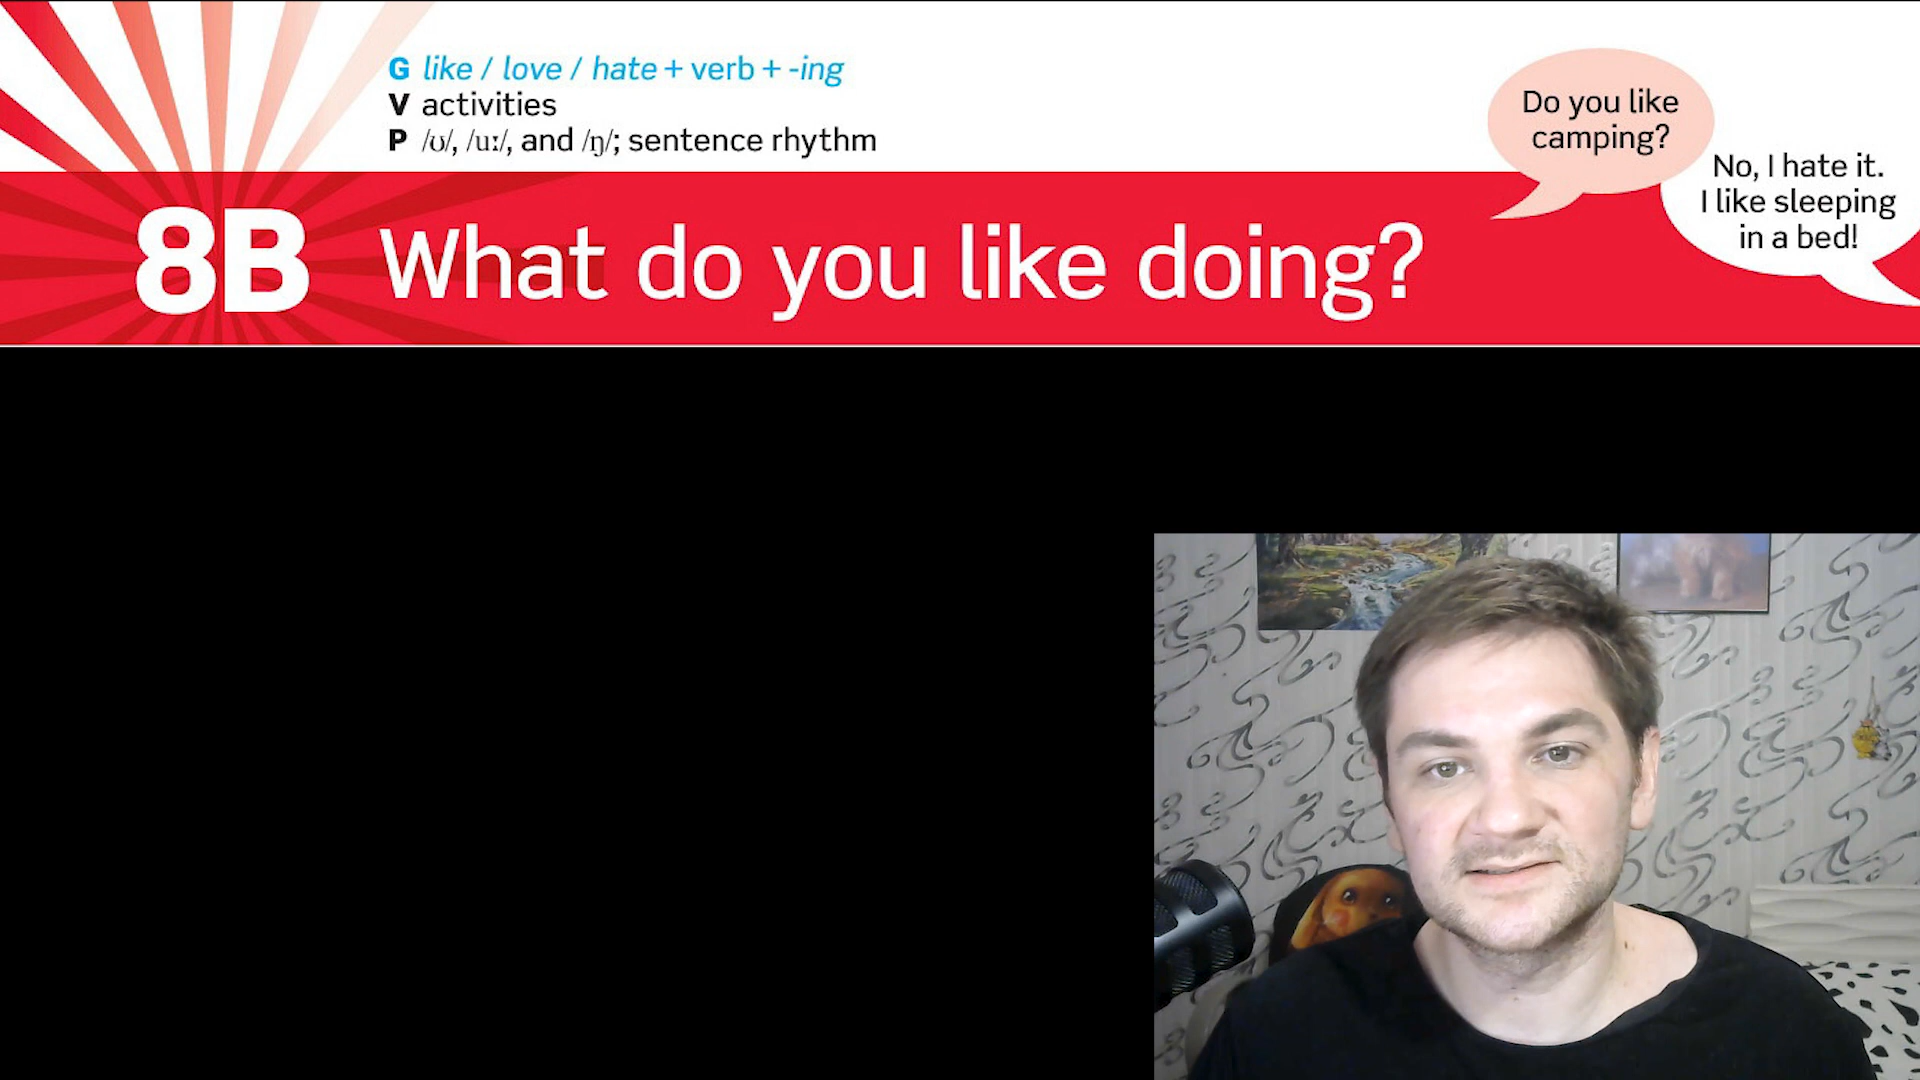 G like / love / hate + verb + -ing
V activities
P /ʊ/, /uː/, and /ŋ/; sentence rhythm
Do you like
camping?
No, I hate it.
I like sleeping
in a bed!
8B What do you like doing?